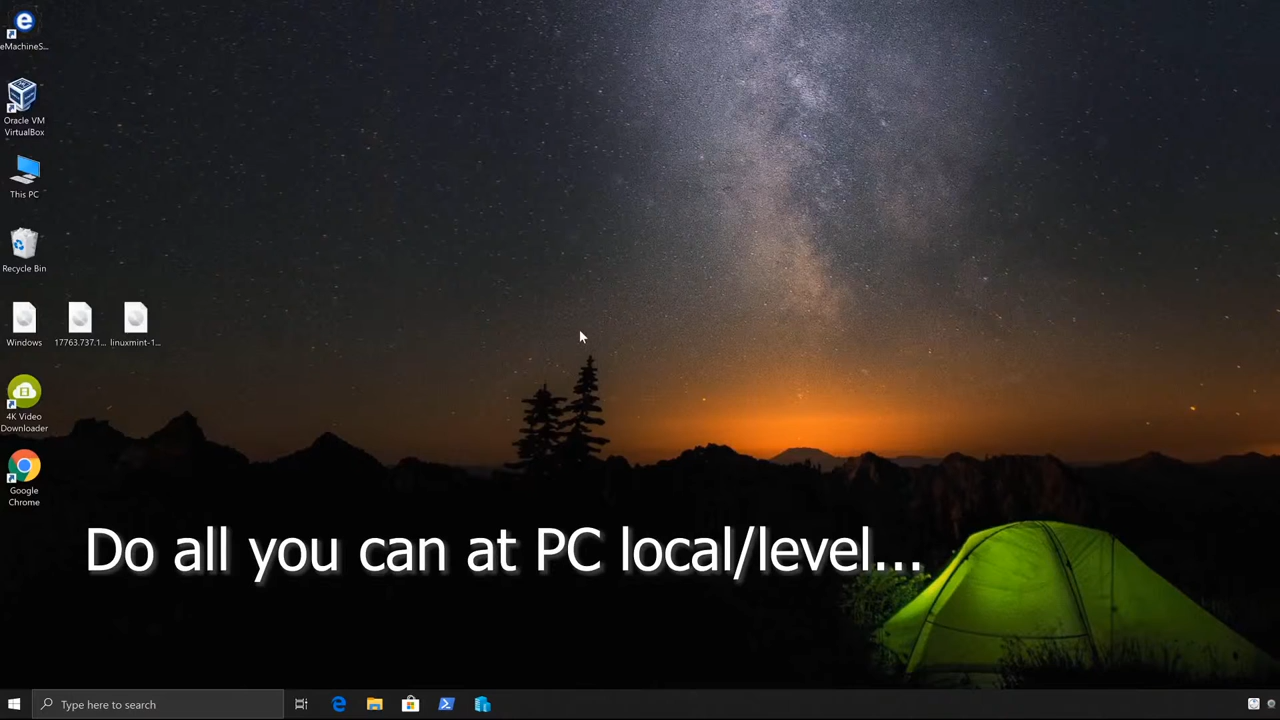 eMachineS...
Oracle VM
VirtualBox
This PC
Recycle Bin
Windows
17763.737.1...
linuxmint-1...
4K Video
Downloader
Google
Chrome
Do all you can at PC local/level...
Type here to search